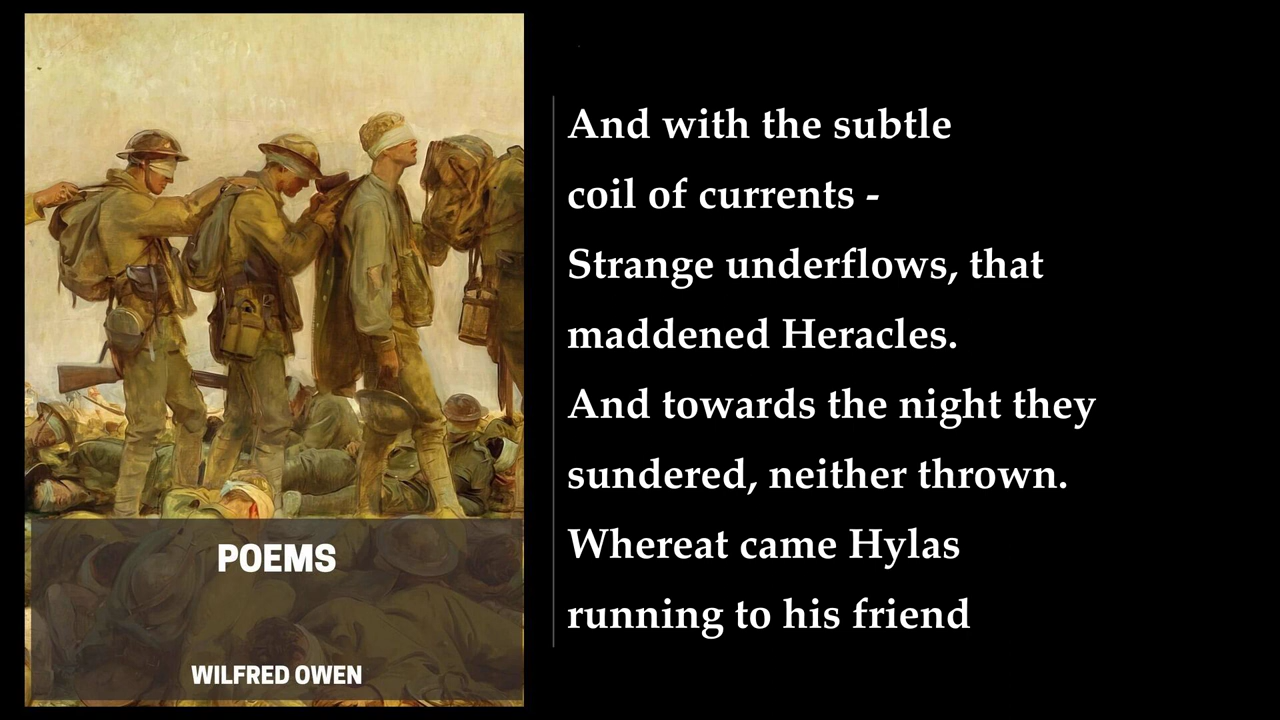 POEMS
WILFRED OWEN
And with the subtle
coil of currents -
Strange underflows, that
maddened Heracles.
And towards the night they
sundered, neither thrown.
Whereat came Hylas
running to his friend